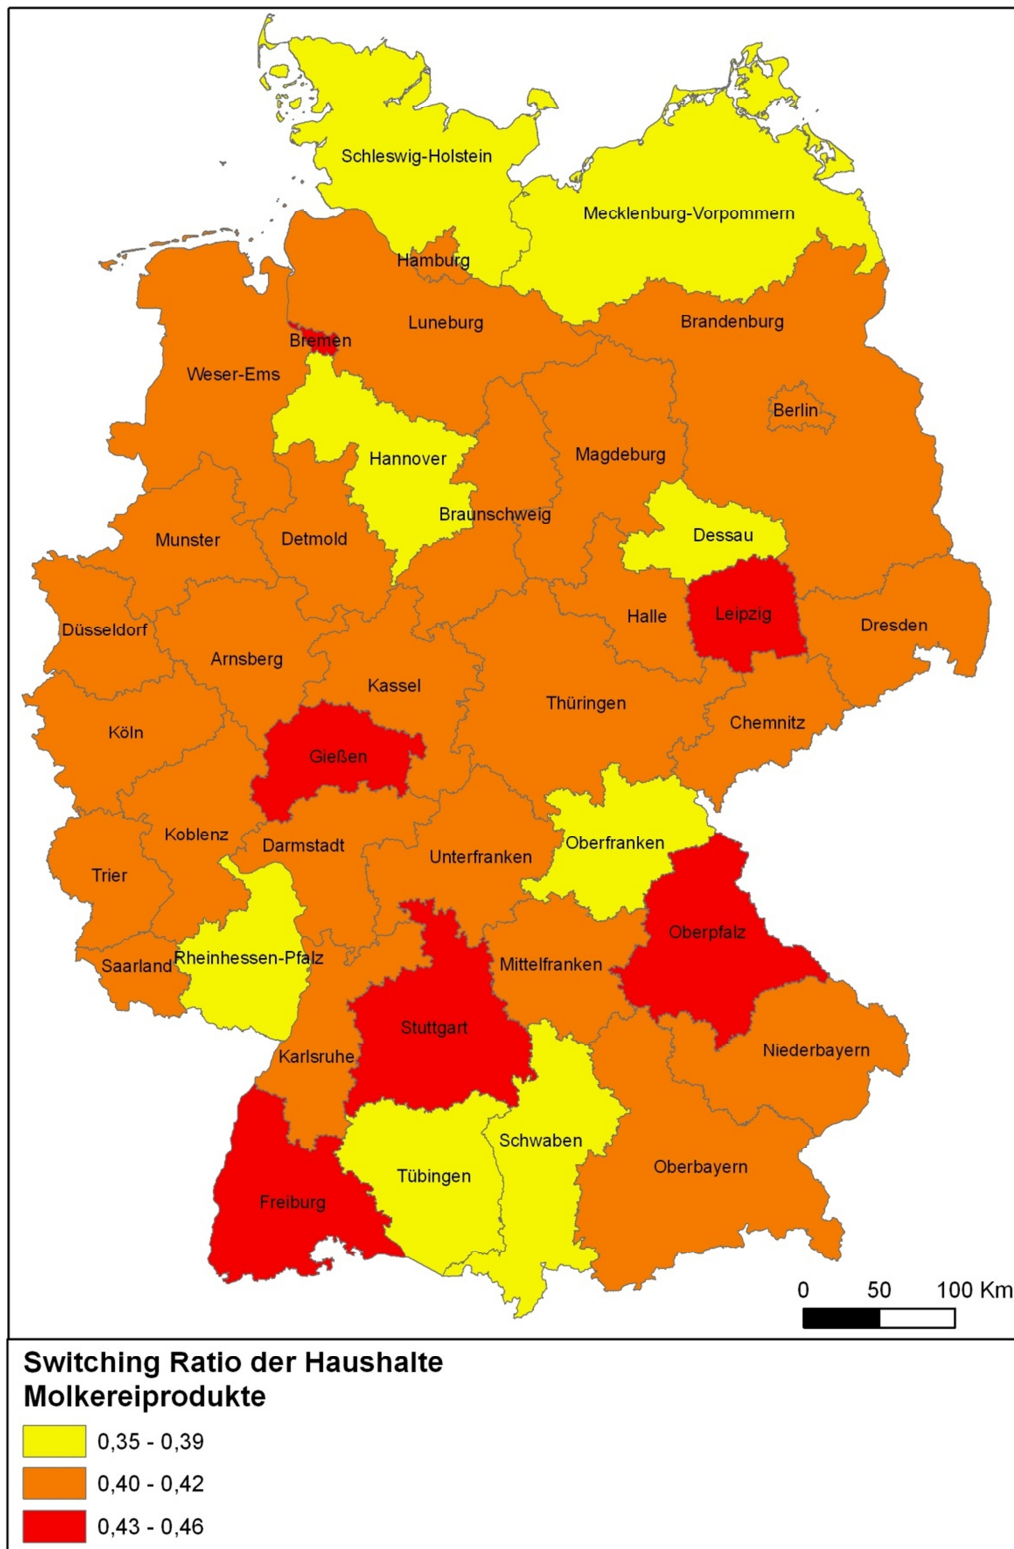 Schleswig-Holstein
Mecklenburg-Vorpommern
Hamburg
Luneburg
Brandenburg
Bremen
Weser-Ems
Berlin
Hannover
Magdeburg
Braunschweig
Munster
Detmold
Dessau
Düsseldorf
Halle
Leipzig
Dresden
Arnsberg
Kassel
Thüringen
Chemnitz
Köln
Gießen
Koblenz
Darmstadt
Unterfranken
Oberfranken
Trier
Oberpfalz
Saarland
Rheinhessen-Pfalz
Mittelfranken
Stuttgart
Karlsruhe
Niederbayern
Schwaben
Oberbayern
Tübingen
Freiburg
0 50 100 Km
Switching Ratio der Haushalte
Molkereiprodukte
0,35 - 0,39
0,40 - 0,42
0,43 - 0,46